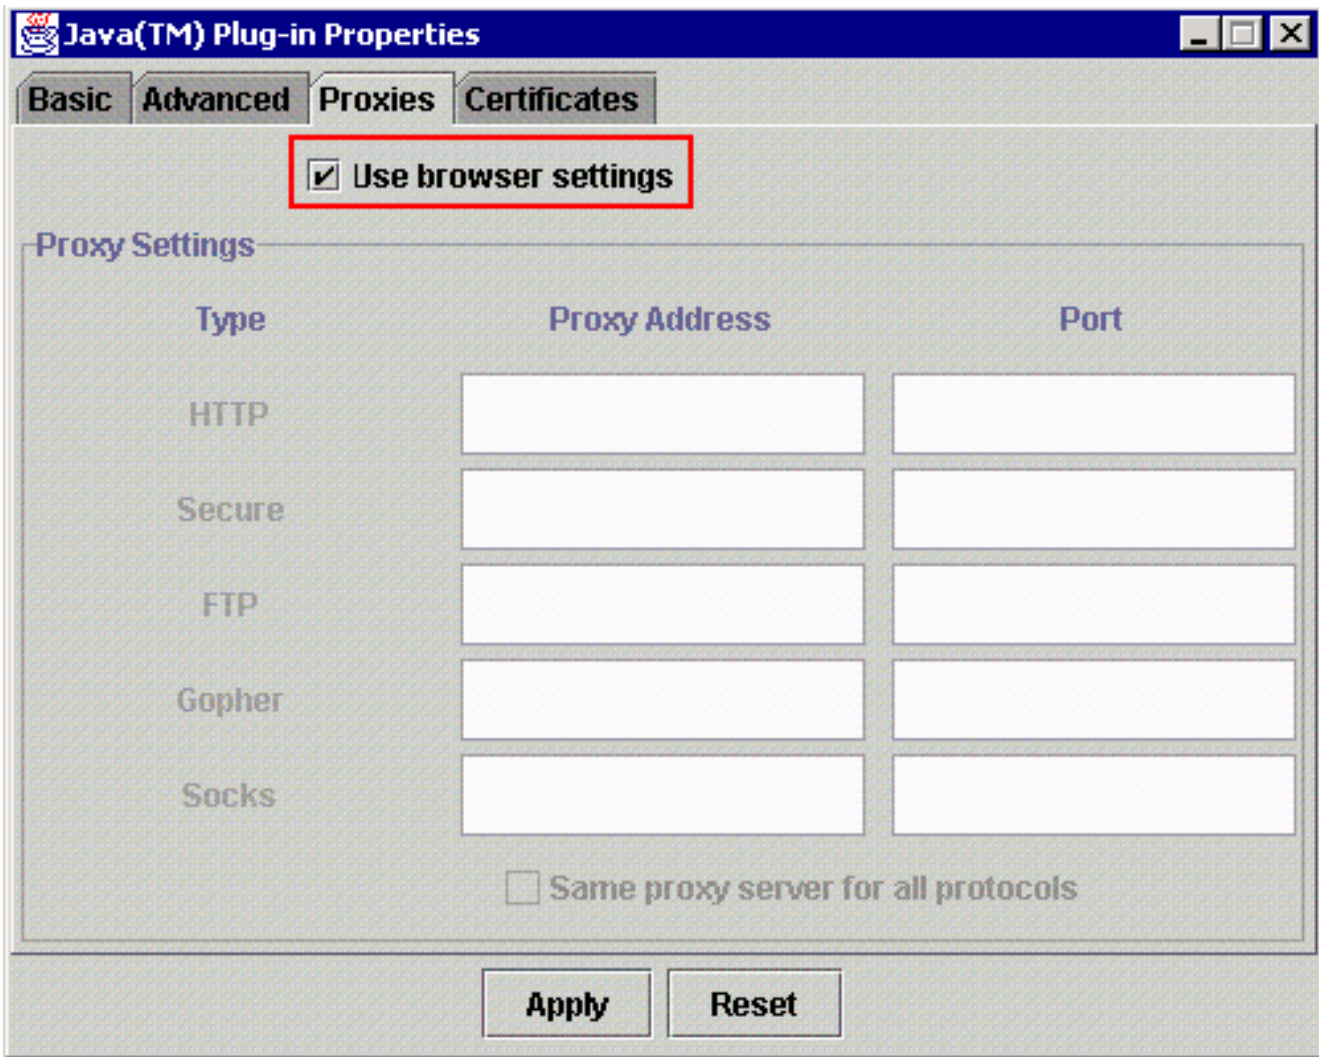 Java(TM) Plug-in Properties
Basic Advanced Proxies Certificates
Use browser settings
Proxy Settings
Type Proxy Address Port
HTTP
Secure
FTP
Gopher
Socks
Same proxy server for all protocols
Apply Reset